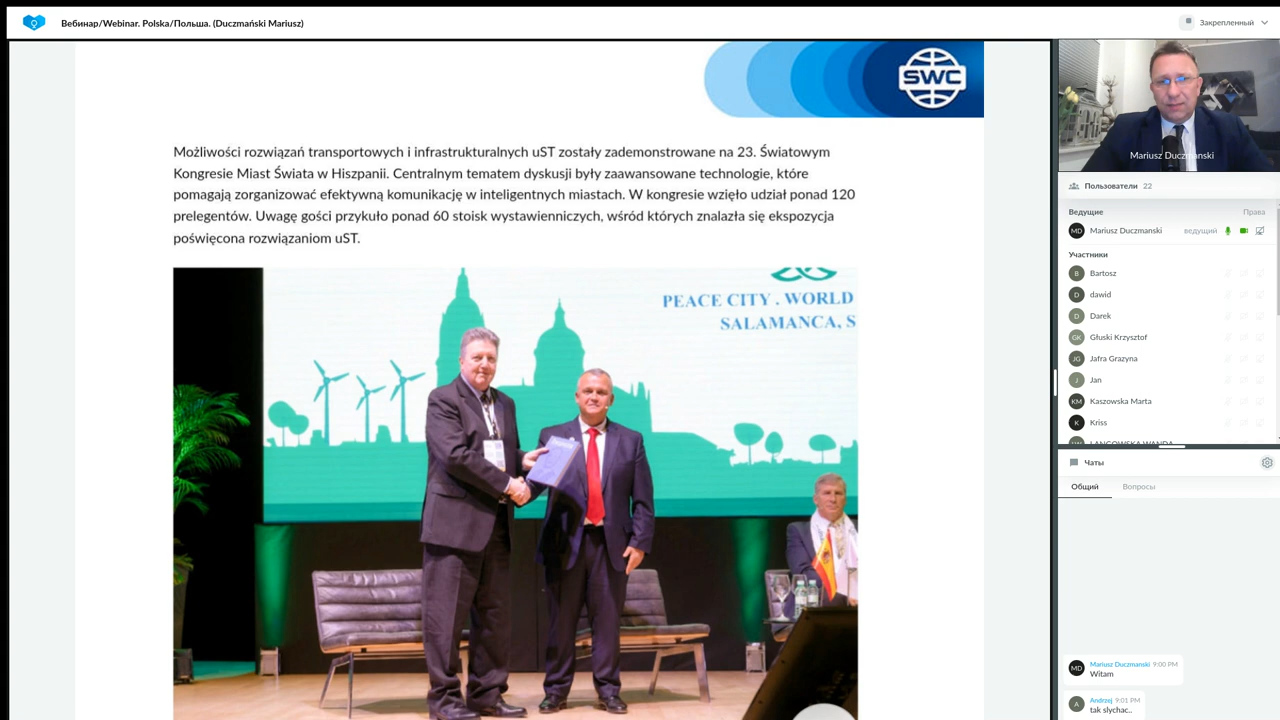 Вебинар/Webinar. Polska/Польша. (Duczmański Mariusz)
Закрепленный
SWC
Możliwości rozwiązań transportowych i infrastrukturalnych uST zostały zademonstrowane na 23. Światowym
Kongresie Miast Świata w Hiszpanii. Centralnym tematem dyskusji były zaawansowane technologie, które
pomagają zorganizować efektywną komunikację w inteligentnych miastach. W kongresie wzięło udział ponad 120
prelegentów. Uwagę gości przykuło ponad 60 stoisk wystawienniczych, wśród których znalazła się ekspozycja
poświęcona rozwiązaniom uST.
PEACE CITY . WORLD
SALAMANCA, S
Mariusz Duczmanski
Пользователи 22
Ведущие Права
MD Mariusz Duczmanski ведущий
Участники
B Bartosz
D dawid
D Darek
GK Głuski Krzysztof
JG Jafra Grazyna
J Jan
KM Kaszowska Marta
K Kriss
LANGOWSKA WANDA
Чаты
Общий Вопросы
MD Mariusz Duczmanski 9:00 PM
Witam
A Andrzej 9:01 PM
tak slychac..